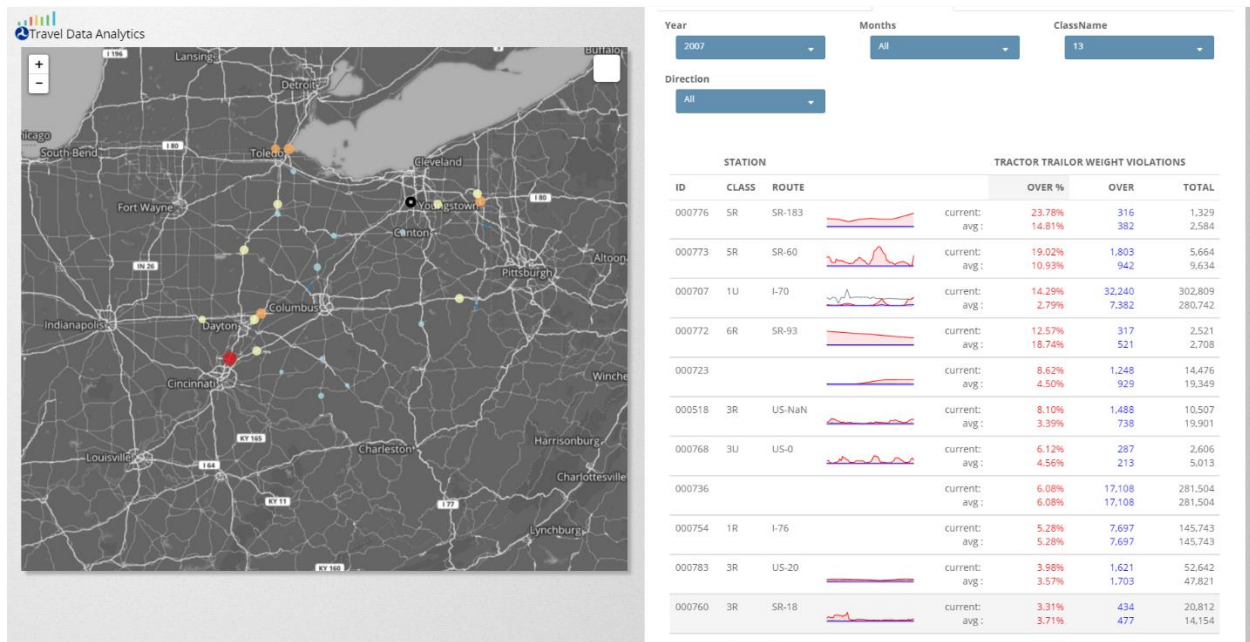 Travel Data Analytics
+
−
I 196
Lansing
Buffalo
Detroit
I 80
South Bend
Toledo
Cleveland
Fort Wayne
Youngstown
I 80
Canton
Altoona
IN 26
Pittsburgh
Columbus
Indianapolis
Dayton
Cincinnati
Winche
KY 165
Harrisonburg
Louisville
I 64
Charleston
Charlottesville
KY 11
I 77
Lynchburg
KY 160
Year
Months
ClassName
2007
All
13
Direction
All
STATION
TRACTOR TRAILOR WEIGHT VIOLATIONS
ID CLASS ROUTE OVER % OVER TOTAL
000776 5R SR-183 current: 23.78% 316 1,329
avg : 14.81% 382 2,584
000773 5R SR-60 current: 19.02% 1,803 5,664
avg : 10.93% 942 9,634
000707 1U I-70 current: 14.29% 32,240 302,809
avg : 2.79% 7,382 280,742
000772 6R SR-93 current: 12.57% 317 2,521
avg : 18.74% 521 2,708
000723 current: 8.62% 1,248 14,476
avg : 4.50% 929 19,349
000518 3R US-NaN current: 8.10% 1,488 10,507
avg : 3.39% 738 19,901
000768 3U US-0 current: 6.12% 287 2,606
avg : 4.56% 213 5,013
000736 current: 6.08% 17,108 281,504
avg : 6.08% 17,108 281,504
000754 1R I-76 current: 5.28% 7,697 145,743
avg : 5.28% 7,697 145,743
000783 3R US-20 current: 3.98% 1,621 52,642
avg : 3.57% 1,703 47,821
000760 3R SR-18 current: 3.31% 434 20,812
avg : 3.71% 477 14,154